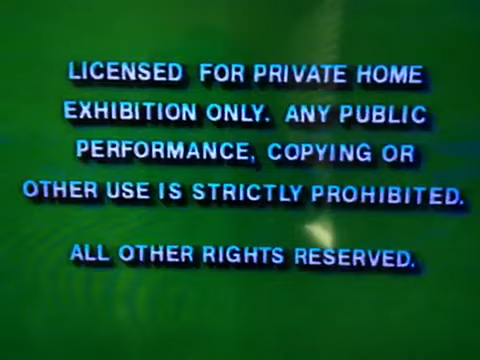 LICENSED FOR PRIVATE HOME
EXHIBITION ONLY. ANY PUBLIC
PERFORMANCE, COPYING OR
OTHER USE IS STRICTLY PROHIBITED.
ALL OTHER RIGHTS RESERVED.